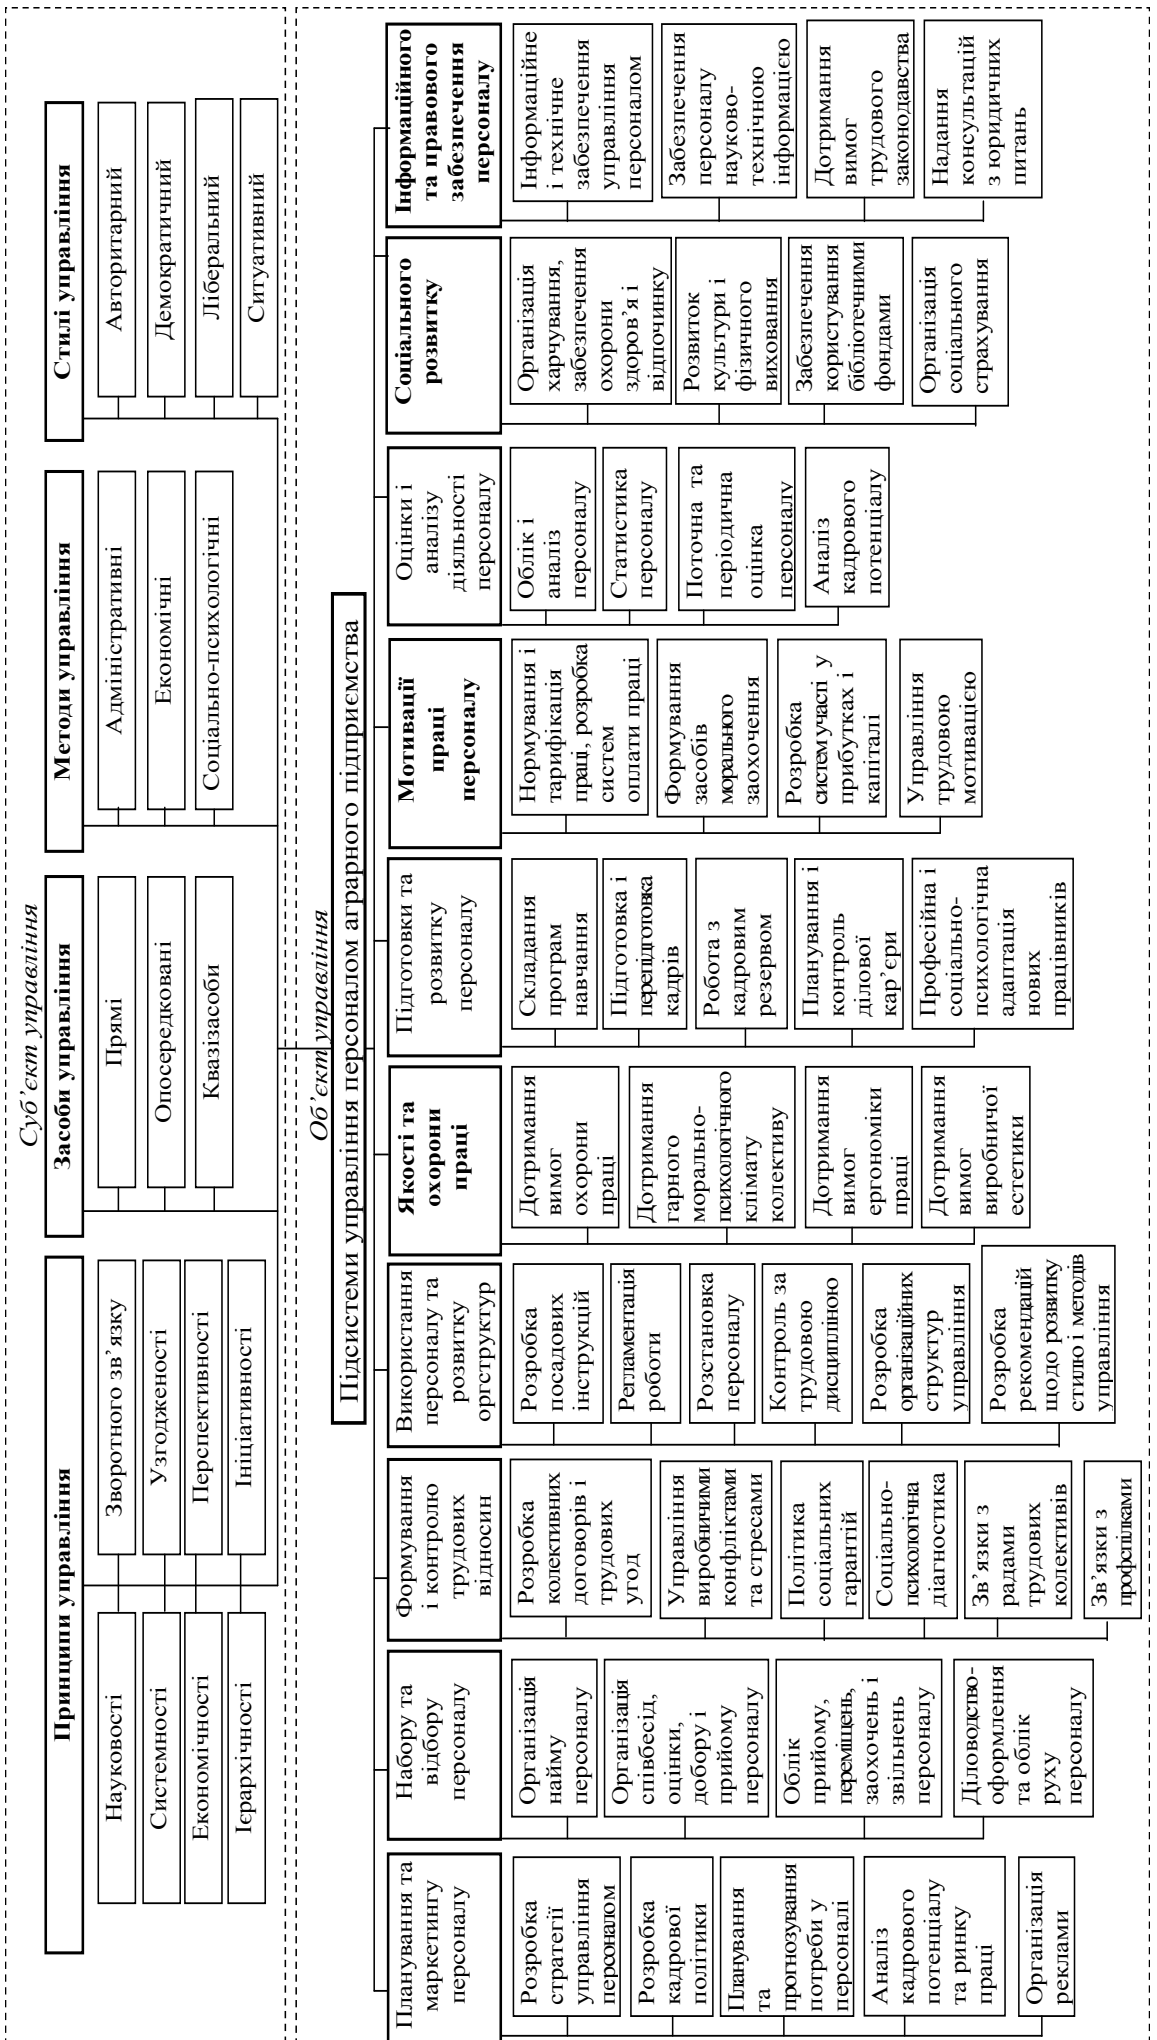 Суб’єкт управління
Принципи управління
Наукковості
Системності
Економічності
Ієрархічності
Зворотного зв’язку
Узгодженості
Перспективності
Ініціативності
Засоби управління
Прямі
Опосередковані
Квазізасоби
Методи управління
Адміністративні
Економічні
Соціально-психологічні
Стилі управління
Авторитарний
Демократичний
Ліберальний
Ситуативний
Об’єкт управління
Підсистеми управління персоналом аграрного підприємства
Планування та
маркетингу
персоналу
Розробка
стратегії
управління
персоналом
Розробка
кадрової
політики
Планування
та
прогнозування
потреби у
персоналі
Аналіз
кадрового
потенціалу
та ринку
праці
Організація
реклами
Набору та
відбору
персоналу
Організація
найму
персоналу
Організація
співбесід,
оцінки,
добору і
прийому
персоналу
Облік
прийому,
переміщень,
заохочень і
звільнень
персоналу
Діловодство-
оформлення
та облік
руху
персоналу
Формування
і контролю
трудових
відносин
Розробка
колективних
договорів і
трудових
угод
Управління
виробничими
конфліктами
та стресами
Політика
соціальних
гарантій
Соціально-
психологічна
діагностика
Зв’язки з
радами
трудових
колективів
Зв’язки з
профспілками
Використання
персоналу та
розвитку
оргструктур
Розробка
посадових
інструкцій
Регламентація
роботи
Розстановка
персоналу
Контроль за
трудовою
дисципліною
Розробка
організаційних
структур
управління
Розробка
рекомендацій
щодо розвитку
стилю і методів
управління
Якості та
охорони
праці
Дотримання
вимог
охорони
праці
Дотримання
гарного
морально-
психологічного
клімату
колективу
Дотримання
вимог
ергономіки
праці
Дотримання
вимог
виробничої
естетики
Підготовки та
розвитку
персоналу
Складання
програм
навчання
Підготовка і
перепідготовка
кадрів
Робота з
кадровим
резервом
Планування і
контроль
ділової
кар’єри
Професійна і
соціально-
психологічна
адаптація
нових
працівників
Мотивації
праці
персоналу
Нормування і
тарифікація
праці, розробка
систем
оплати праці
Формування
засобів
морального
заохочення
Розробка
систем участі у
прибутках і
капіталі
Управління
трудовою
мотивацією
Оцінки і
аналізу
діяльності
персоналу
Облік і
аналіз
персоналу
Статистика
персоналу
Поточна та
періодична
оцінка
персоналу
Аналіз
кадрового
потенціалу
Соціального
розвитку
Організація
харчування,
забезпечення
охорони
здоров’я і
відпочинку
Розвиток
культури і
фізичного
виховання
Забезпечення
користування
бібліотечними
фондами
Організація
соціального
страхування
Інформаційного
та правового
забезпечення
персоналу
Інформаційне
і технічне
забезпечення
управління
персоналом
Забезпечення
персоналу
науково-
технічною
інформацією
Дотримання
вимог
трудового
законодавства
Надання
консультацій
з юридичних
питань